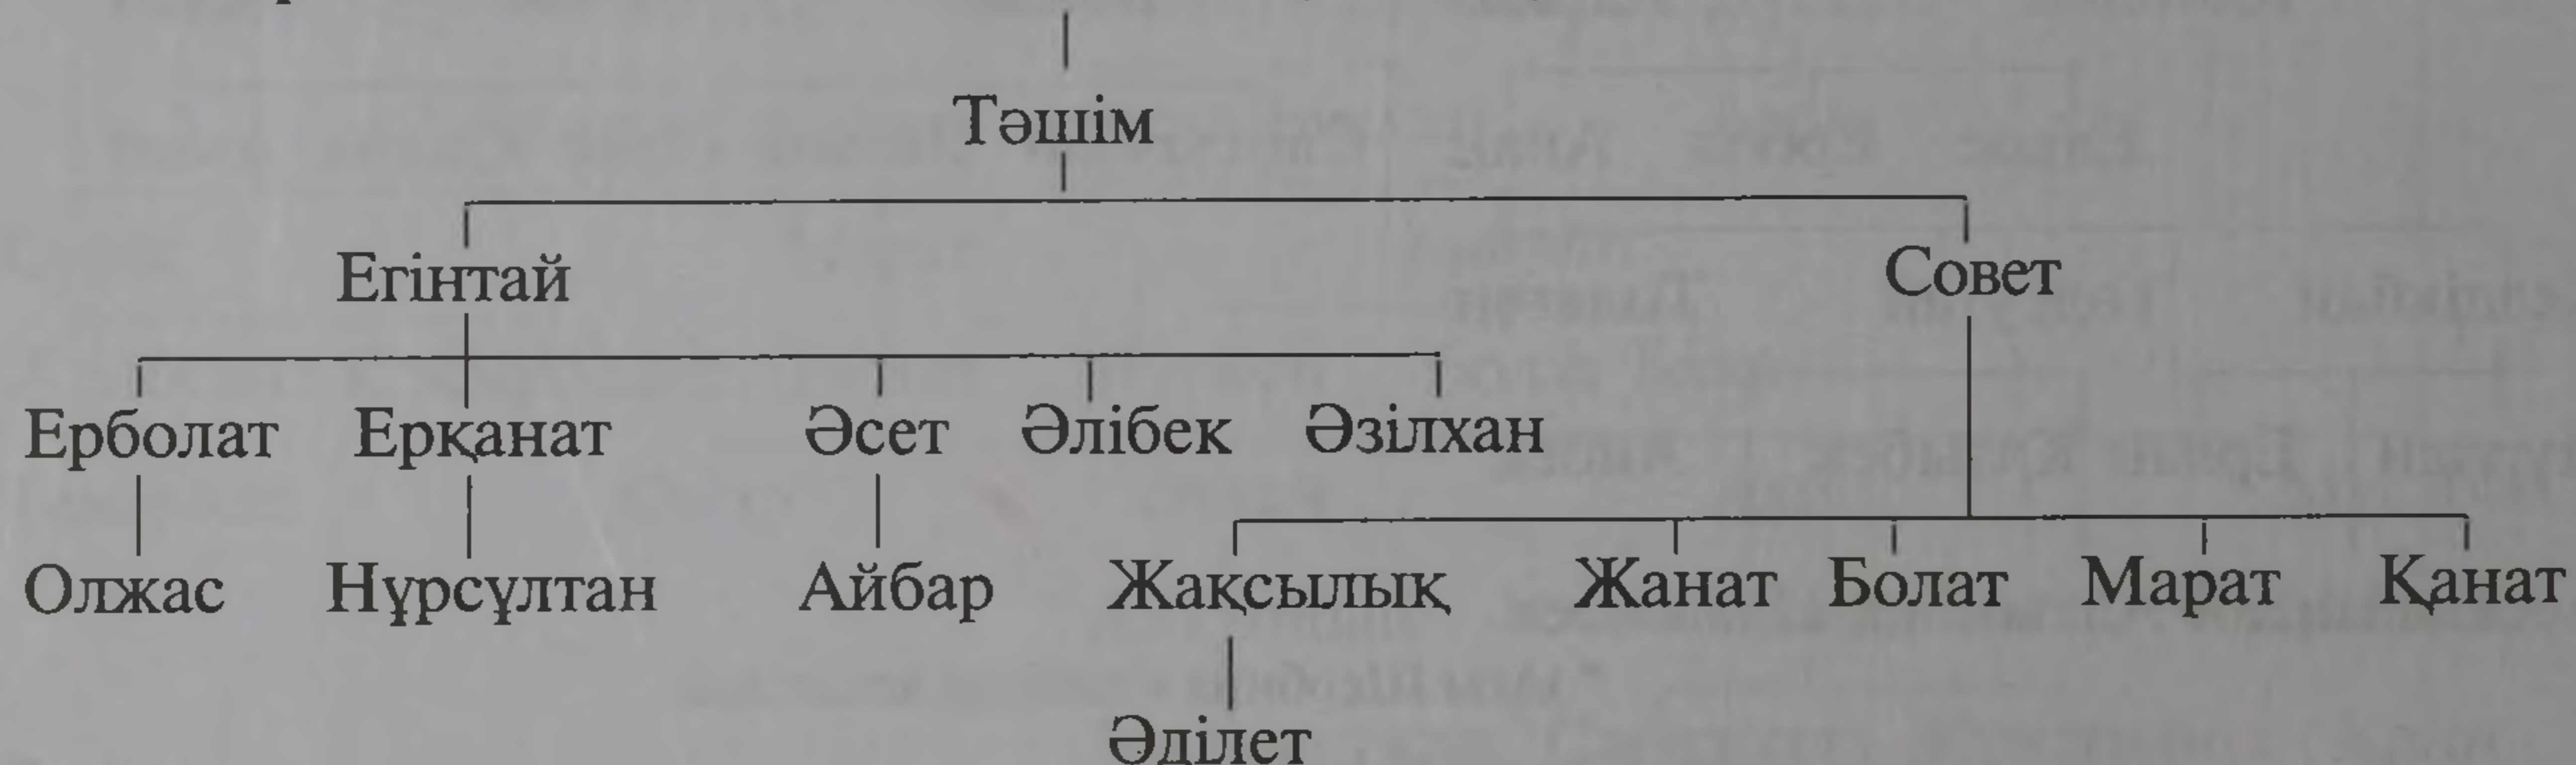 Тәшім
Егінтай Совет
Ерболат Ерқанат Әсет Әлібек Әзілхан
Олжас Нұрсұлтан Айбар Жақсылық Жанат Болат Марат Қанат
Әділет